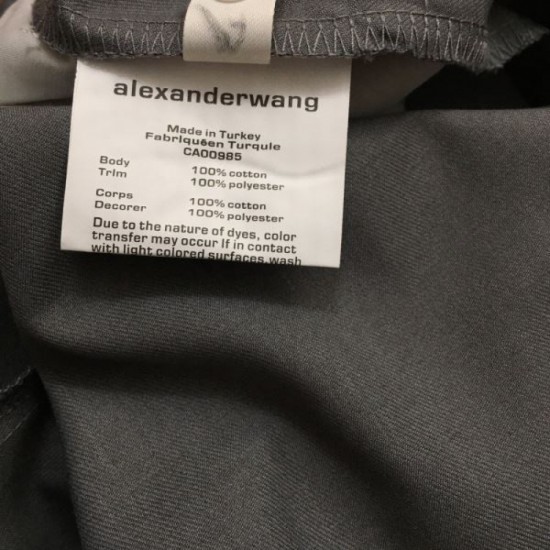 alexanderwang
Made in Turkey
Fabriquéen Turquie
CA00985
Body 100% cotton
Trim 100% polyester
Corps 100% cotton
Decorer 100% polyester
Due to the nature of dyes, color
transfer may occur If in contact
with light colored surfaces,wash